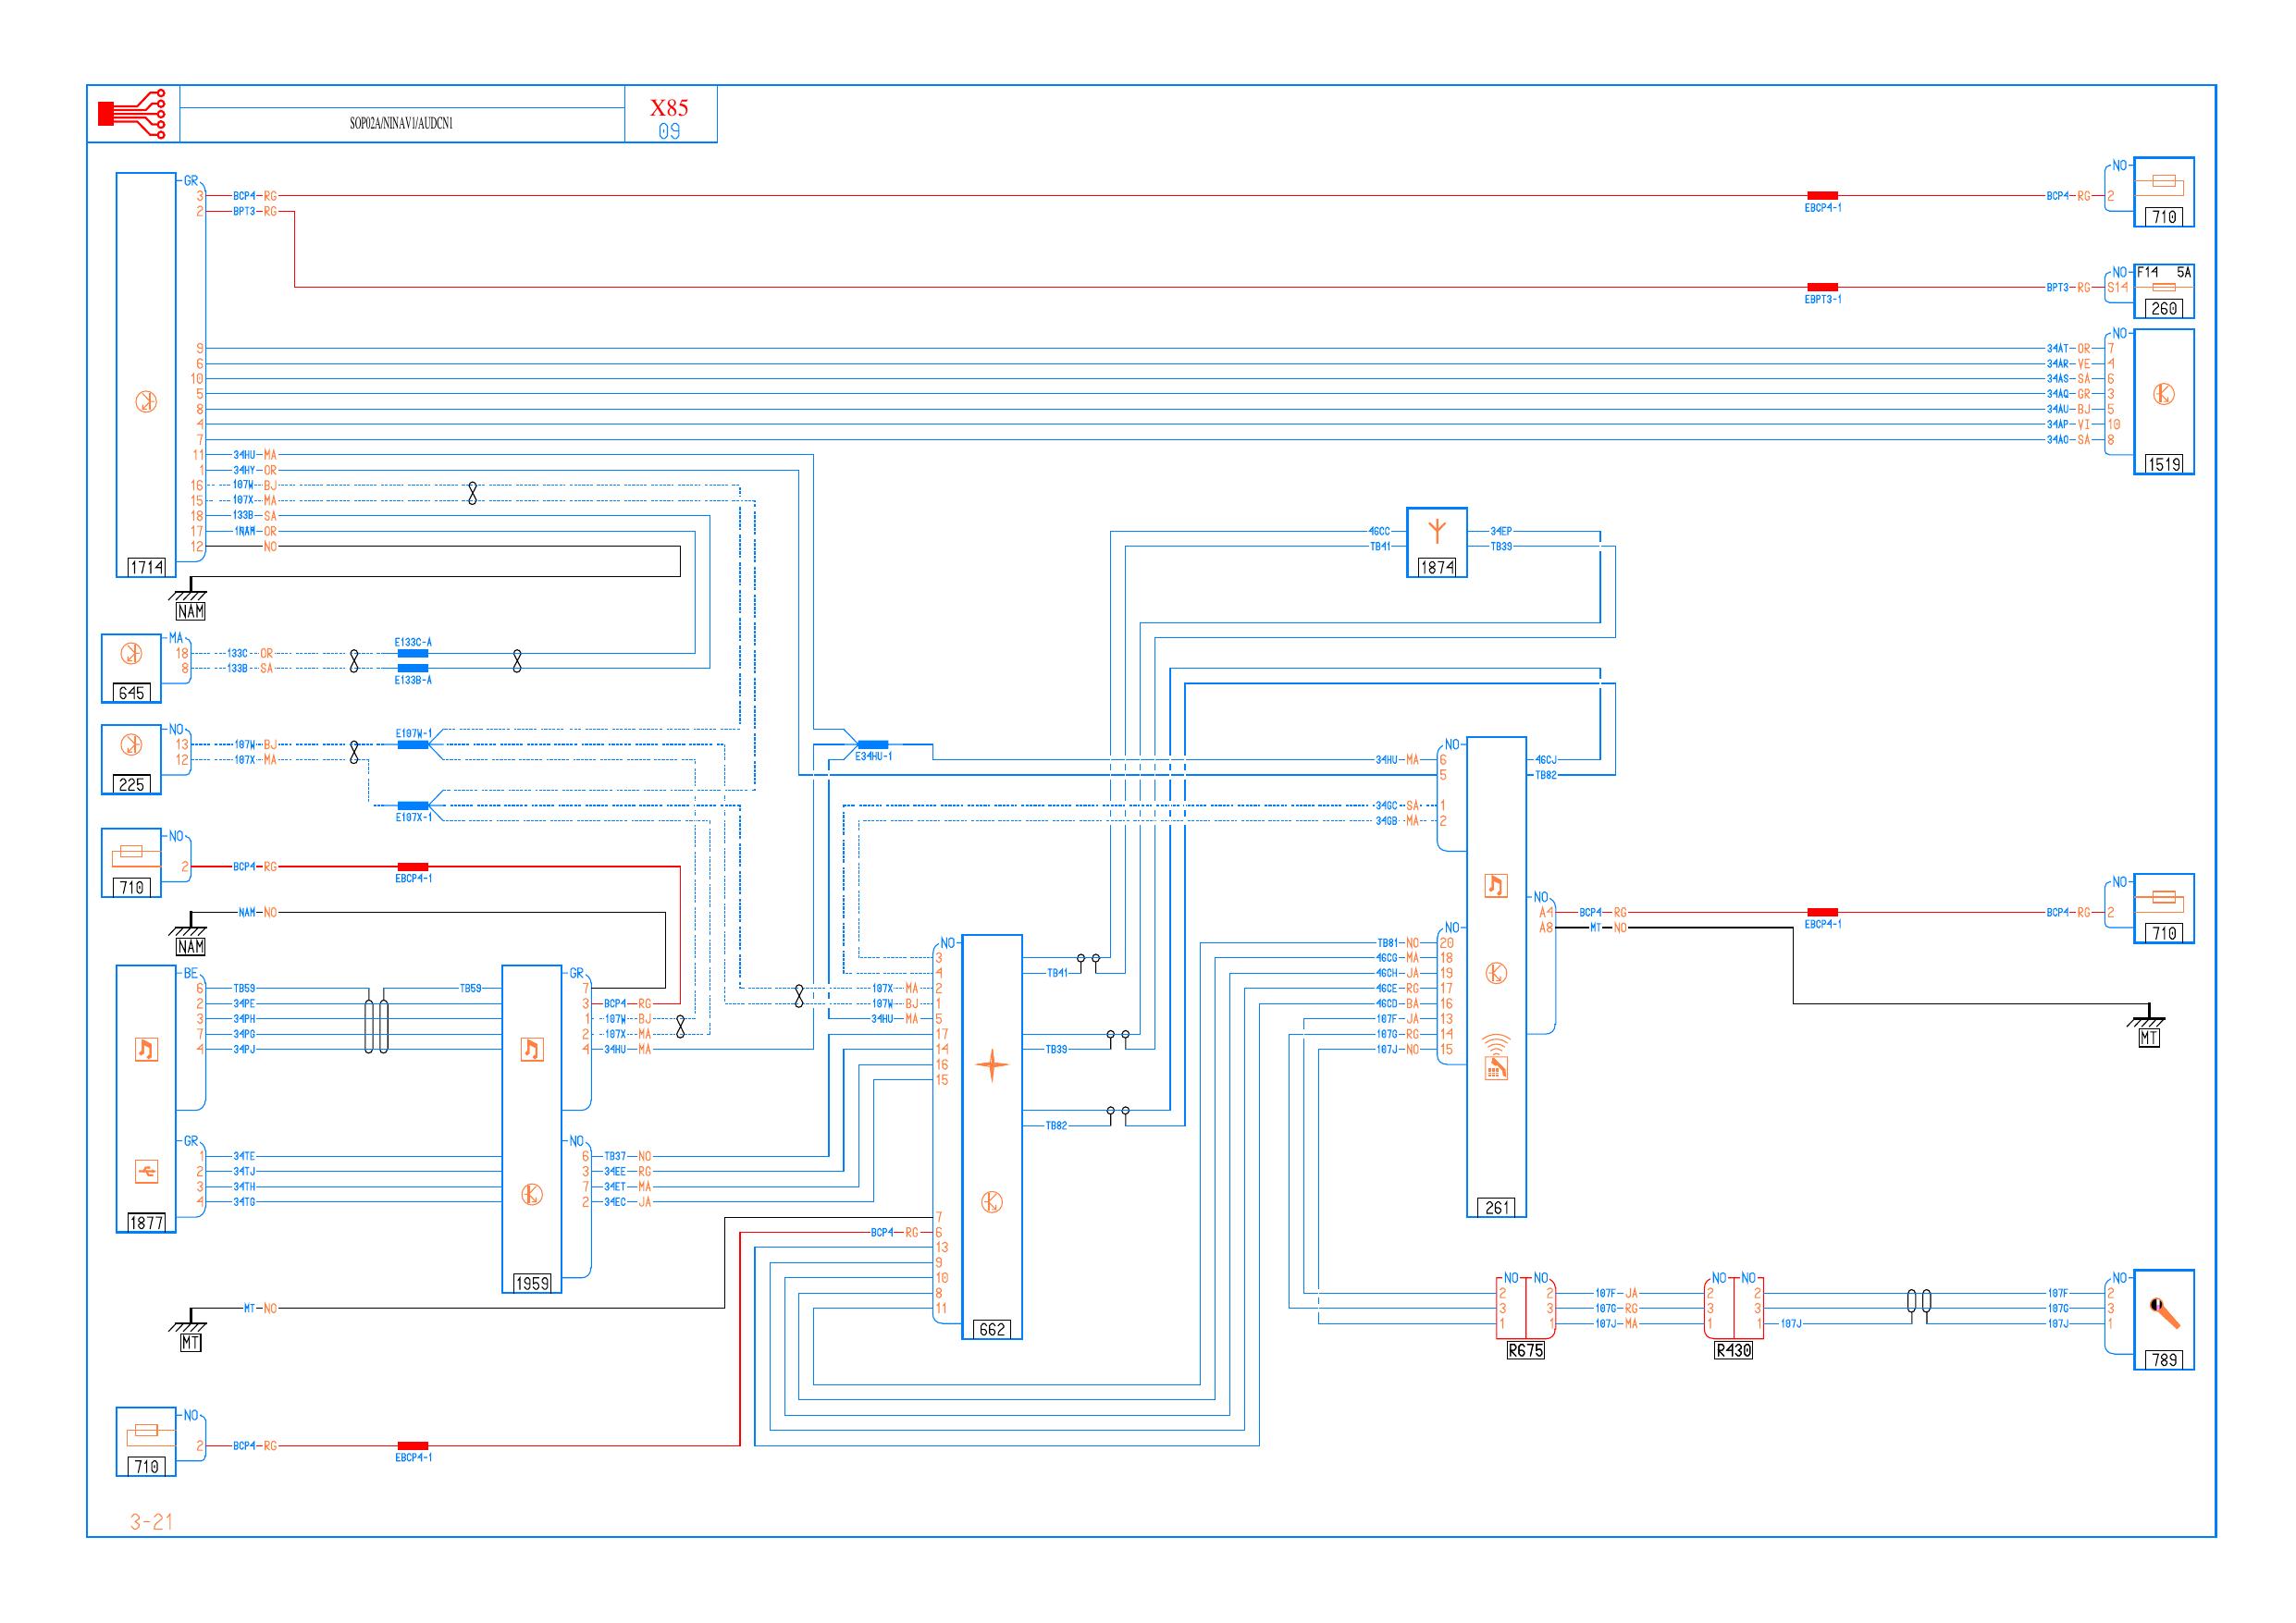 SOP02A/NINAV1/AUDCN1
X85
09
GR
3 BCP4 RG
2 BPT3 RG
9
6
10
5
8
4
7
11 34HU MA
1 34HY OR
16 107W BJ
15 107X MA
18 133B SA
17 1NAW OR
12 NO
1714
NAM
EBCP4-1
BCP4 RG 2
NO
710
EBPT3-1
BPT3 RG S14
NO F14 5A
260
NO
34AT OR 7
34AR VE 4
34AS SA 6
34AQ GR 3
34AU BJ 5
34AP VI 10
34AO SA 8
1519
46CC
TB41
34EP
TB39
1874
MA
18 133C OR
8 133B SA
E133C-A
E133B-A
645
NO
13 107W BJ
12 107X MA
E107W-1
E107X-1
225
E34HU-1
NO
2 BCP4 RG
EBCP4-1
710
NAM NO
NAM
BE
6 TB59
2 34PE
3 34PH
7 34PG
4 34PJ
TB59
GR
1 34TE
2 34TJ
3 34TH
4 34TG
1877
GR
7
3 BCP4 RG
1 107W BJ
2 107X MA
4 34HU MA
NO
6 TB37 NO
3 34EE RG
7 34ET MA
2 34EC JA
1959
MT NO
MT
NO
2 BCP4 RG
EBCP4-1
710
NO
3
4
107X MA 2
107W BJ 1
34HU MA 5
17
14
16
15
7
BCP4 RG 6
13
9
10
8
11
TB41
TB39
TB82
662
NO
34HU MA 6
5
34GC SA 1
34GB MA 2
46CJ
TB82
NO
TB81 NO 20
46CG MA 18
46CH JA 19
46CE RG 17
46CD BA 16
107F JA 13
107G RG 14
107J NO 15
NO
A4 BCP4 RG
A8 MT NO
261
EBCP4-1
BCP4 RG 2
NO
710
MT
NO NO
2 2 107F JA
3 3 107G RG
1 1 107J MA
R675
NO NO
2 2
3 3
1 1 107J
R430
NO
107F 2
107G 3
107J 1
789
3-21